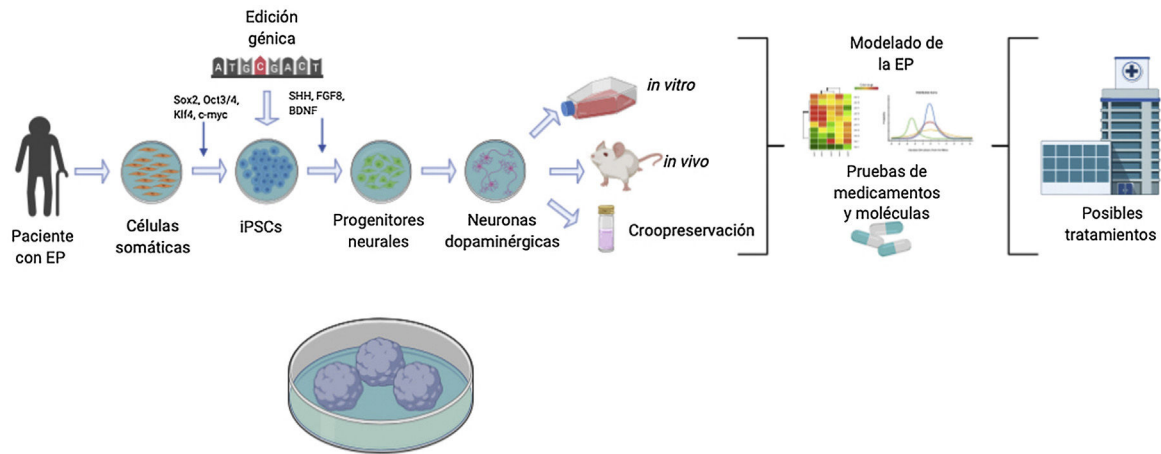 Edición
génica
A T G C G A C T
Sox2, Oct3/4,
Klf4, c-myc
SHH, FGF8,
BDNF
Paciente
con EP
Células
somáticas
iPSCs
Progenitores
neurales
Neuronas
dopaminérgicas
in vitro
in vivo
Croopreservación
Modelado de
la EP
Pruebas de
medicamentos
y moléculas
Posibles
tratamientos